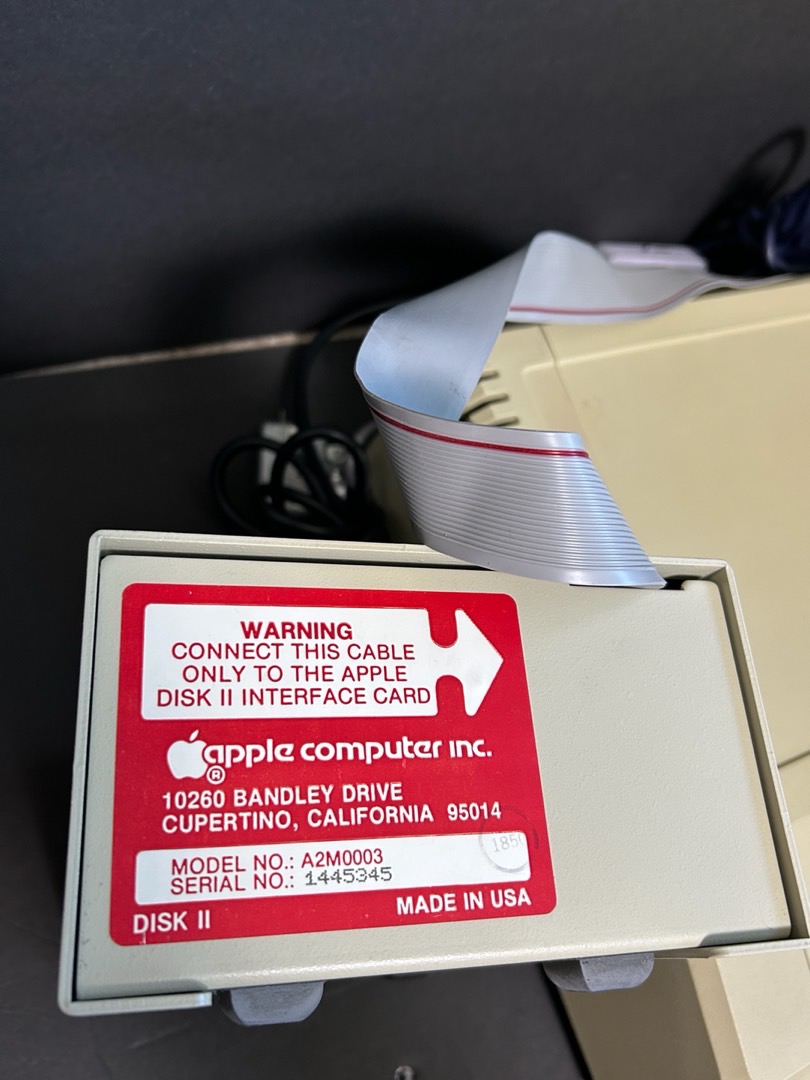 WARNING
CONNECT THIS CABLE
ONLY TO THE APPLE
DISK II INTERFACE CARD
apple computer inc.
®
10260 BANDLEY DRIVE
CUPERTINO, CALIFORNIA 95014
MODEL NO.: A2M0003
SERIAL NO.: 1445345
DISK II
MADE IN USA